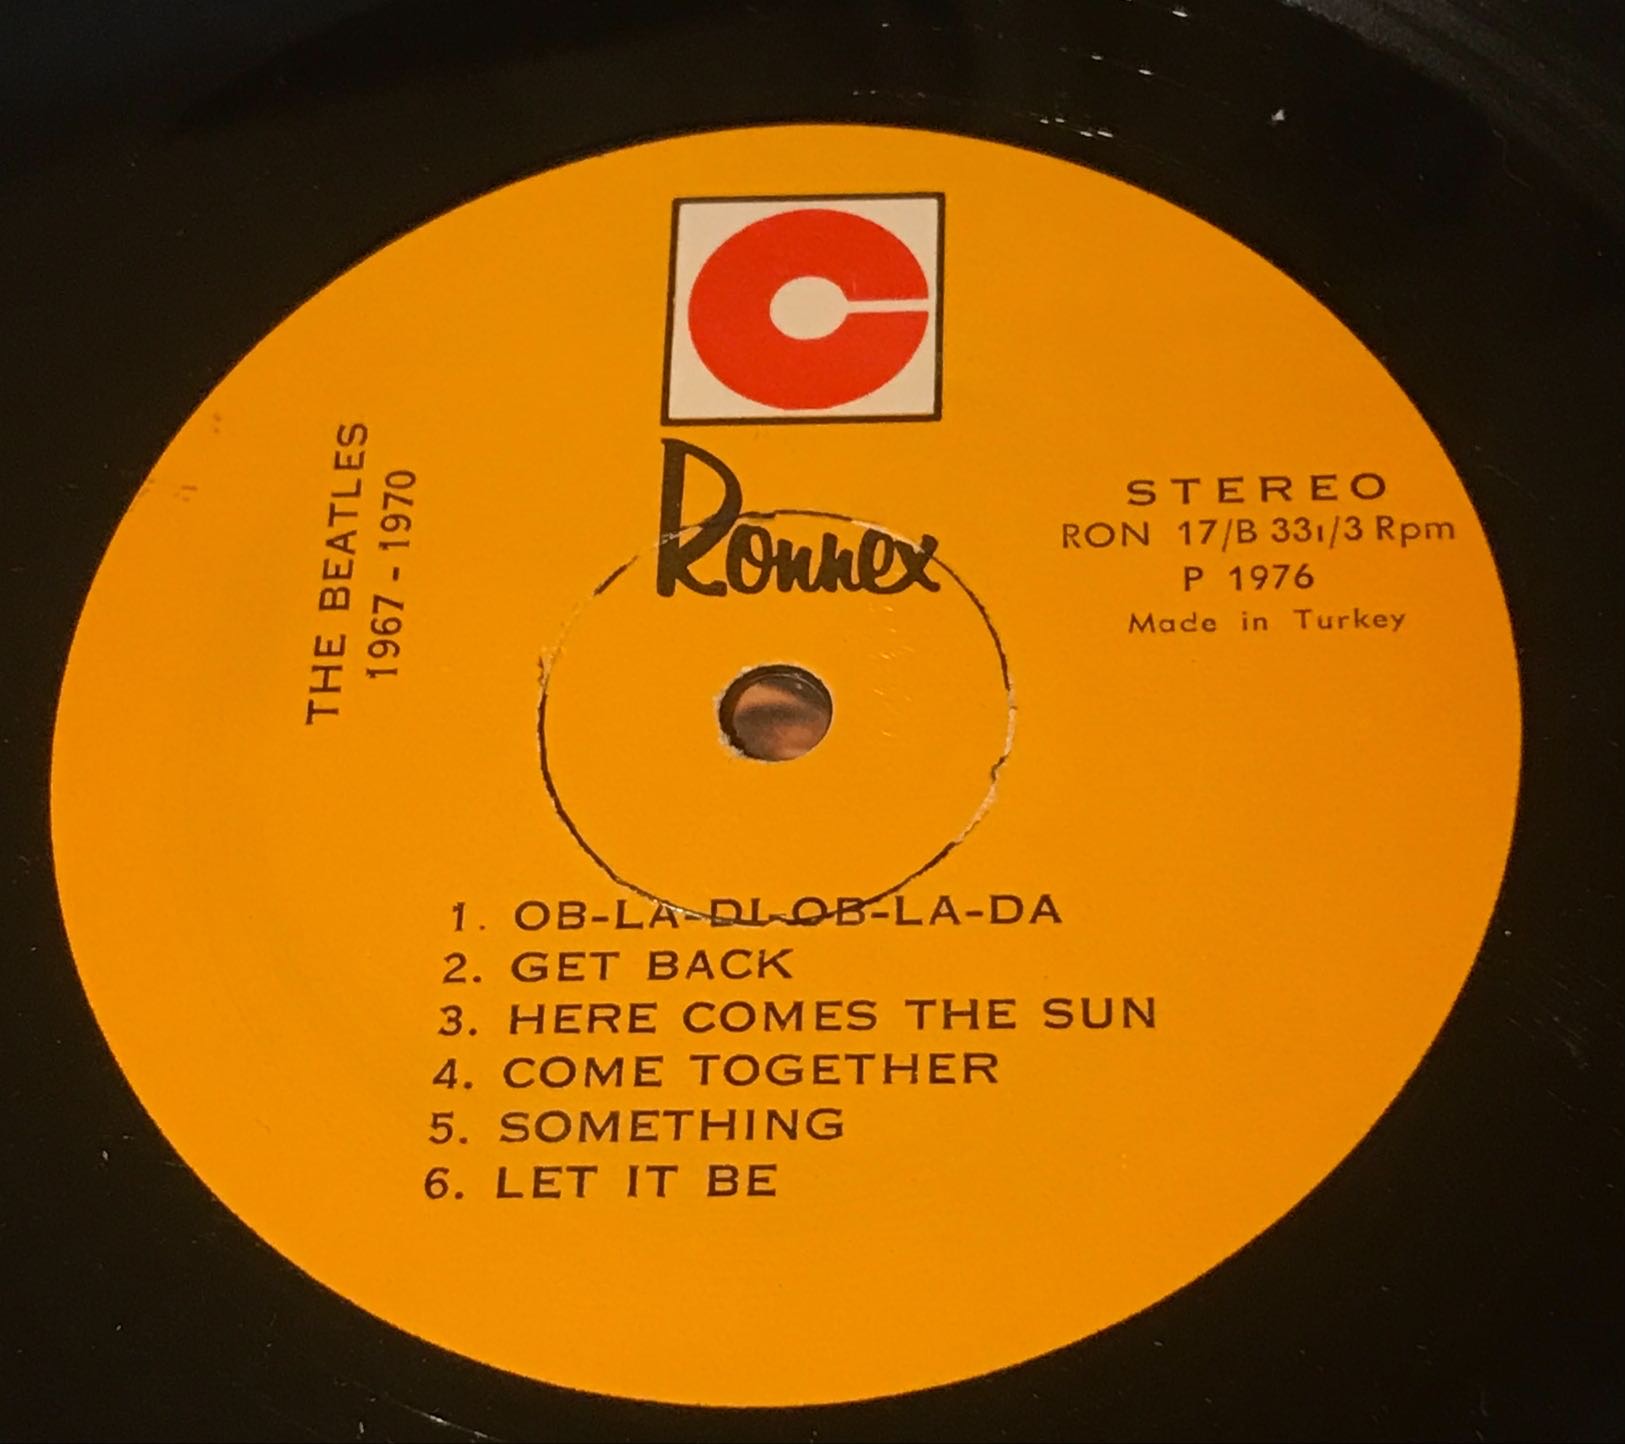 Ronnex
THE BEATLES
1967 - 1970
STEREO
RON 17/B 33 1/3 Rpm
P 1976
Made in Turkey
1. OB-LA-DI-OB-LA-DA
2. GET BACK
3. HERE COMES THE SUN
4. COME TOGETHER
5. SOMETHING
6. LET IT BE